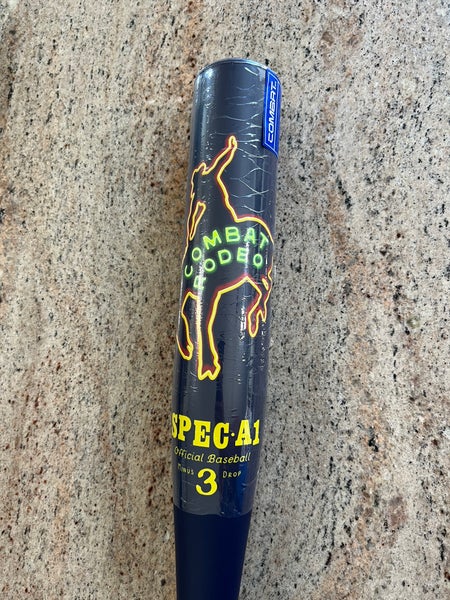 COMBAT.
COMBAT
RODEO
SPEC·A1
Official Baseball
MINUS DROP
3